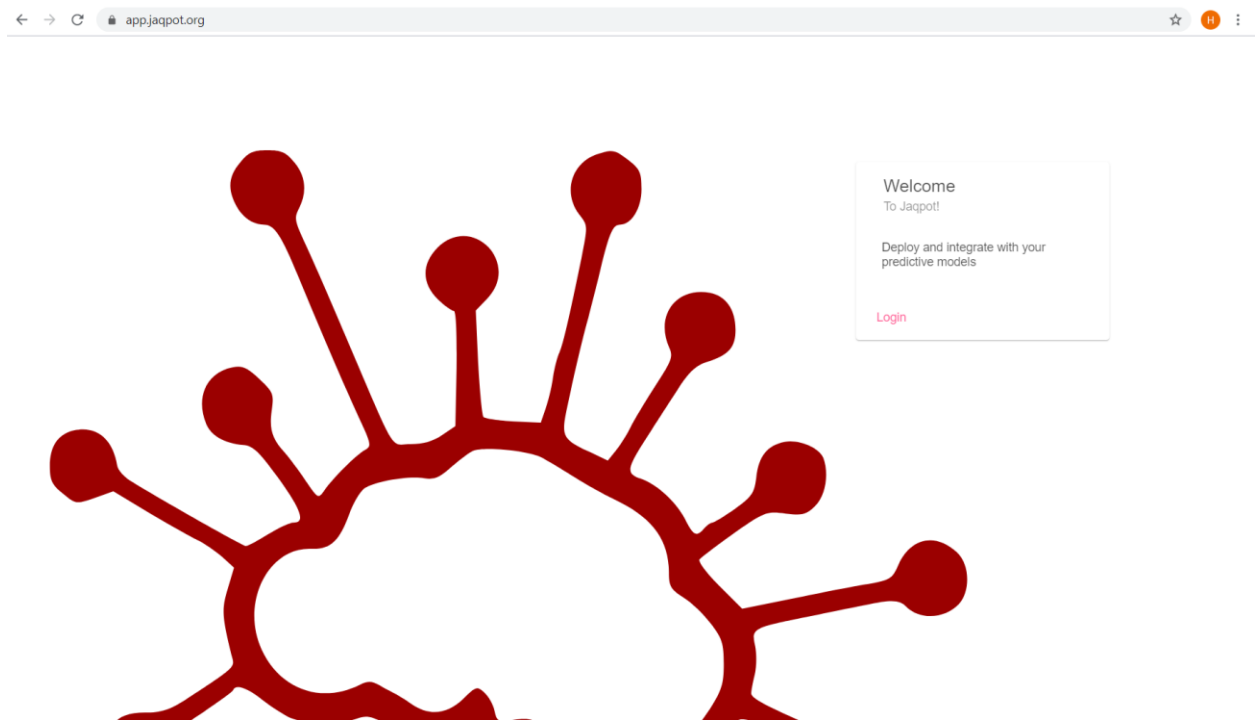 app.jaqpot.org
H
Welcome
To Jaqpot!
Deploy and integrate with your
predictive models
Login